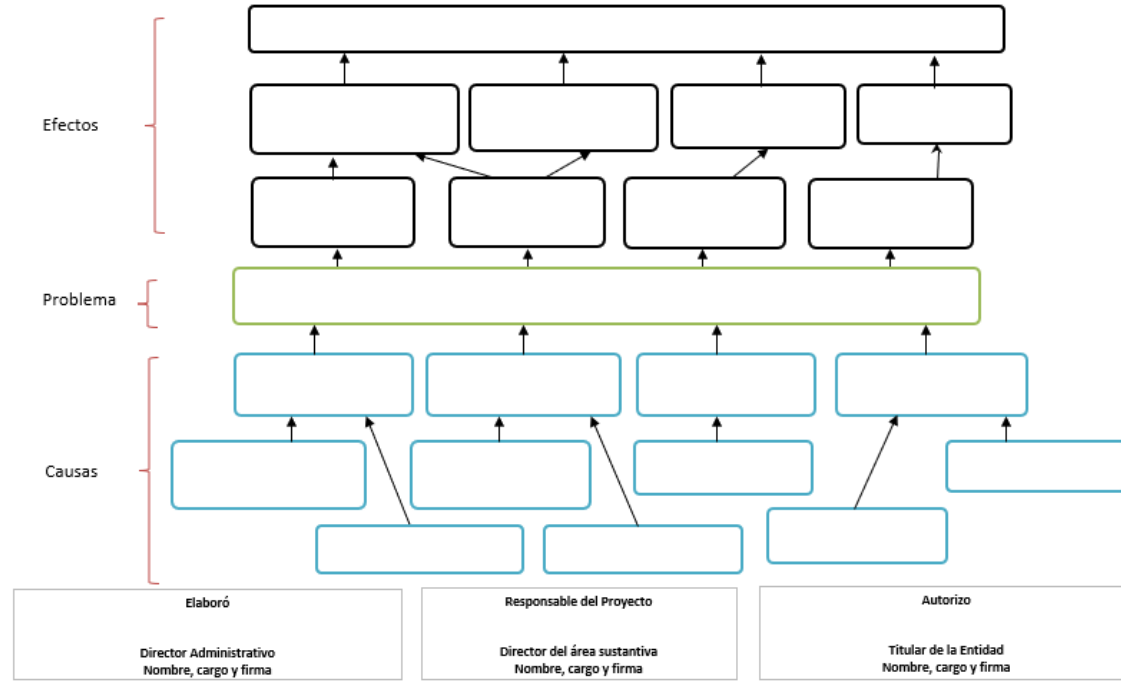 Efectos
Problema
Causas
Elaboró
Director Administrativo
Nombre, cargo y firma
Responsable del Proyecto
Director del área sustantiva
Nombre, cargo y firma
Autorizo
Titular de la Entidad
Nombre, cargo y firma